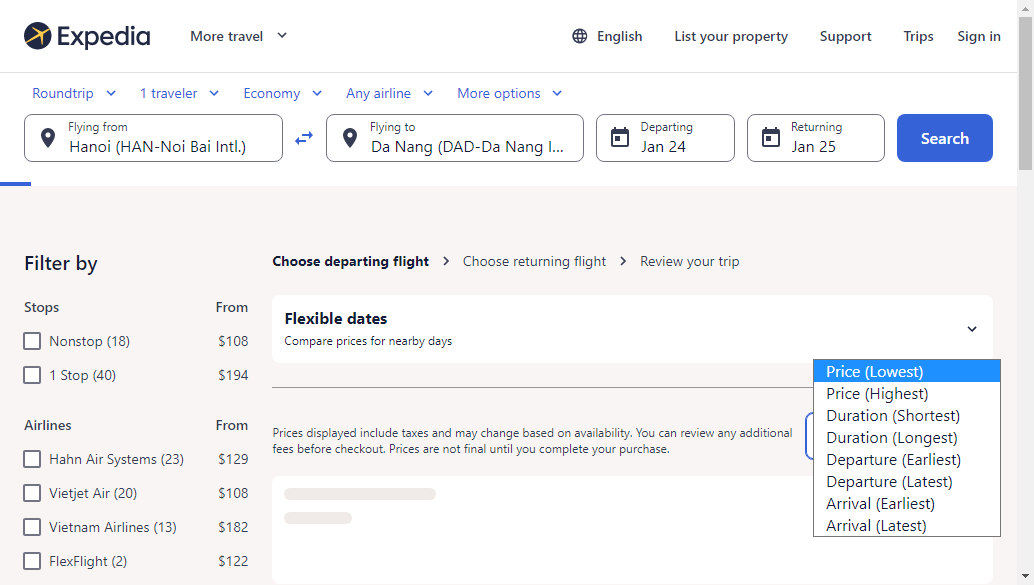 Expedia
More travel
English
List your property
Support
Trips
Sign in
Roundtrip
1 traveler
Economy
Any airline
More options
Flying from
Hanoi (HAN-Noi Bai Intl.)
Flying to
Da Nang (DAD-Da Nang I...
Departing
Jan 24
Returning
Jan 25
Search
Filter by
Stops From
Nonstop (18) $108
1 Stop (40) $194
Airlines From
Hahn Air Systems (23) $129
Vietjet Air (20) $108
Vietnam Airlines (13) $182
FlexFlight (2) $122
Choose departing flight
Choose returning flight
Review your trip
Flexible dates
Compare prices for nearby days
Prices displayed include taxes and may change based on availability. You can review any additional
fees before checkout. Prices are not final until you complete your purchase.
Price (Lowest)
Price (Highest)
Duration (Shortest)
Duration (Longest)
Departure (Earliest)
Departure (Latest)
Arrival (Earliest)
Arrival (Latest)